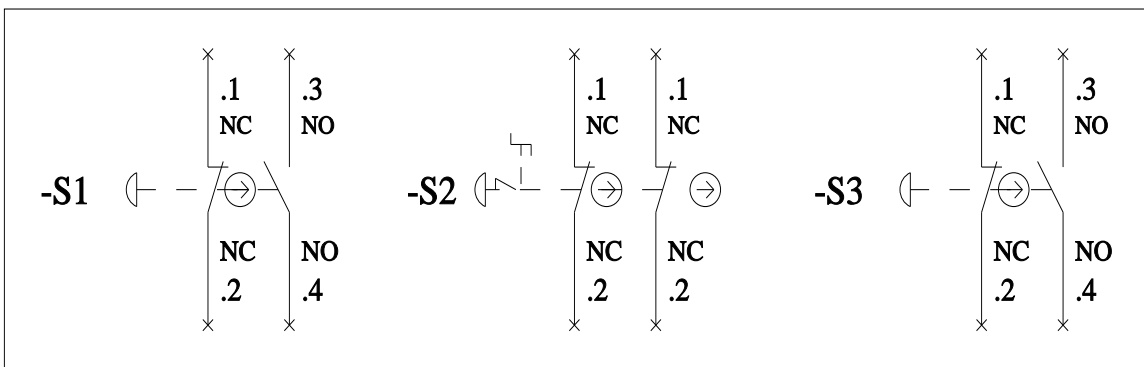 .1 .3 .1 .1 .1 .3
NC NO NC NC NC NO
-S1 -S2 -S3
NC NO NC NC NC NO
.2 .4 .2 .2 .2 .4